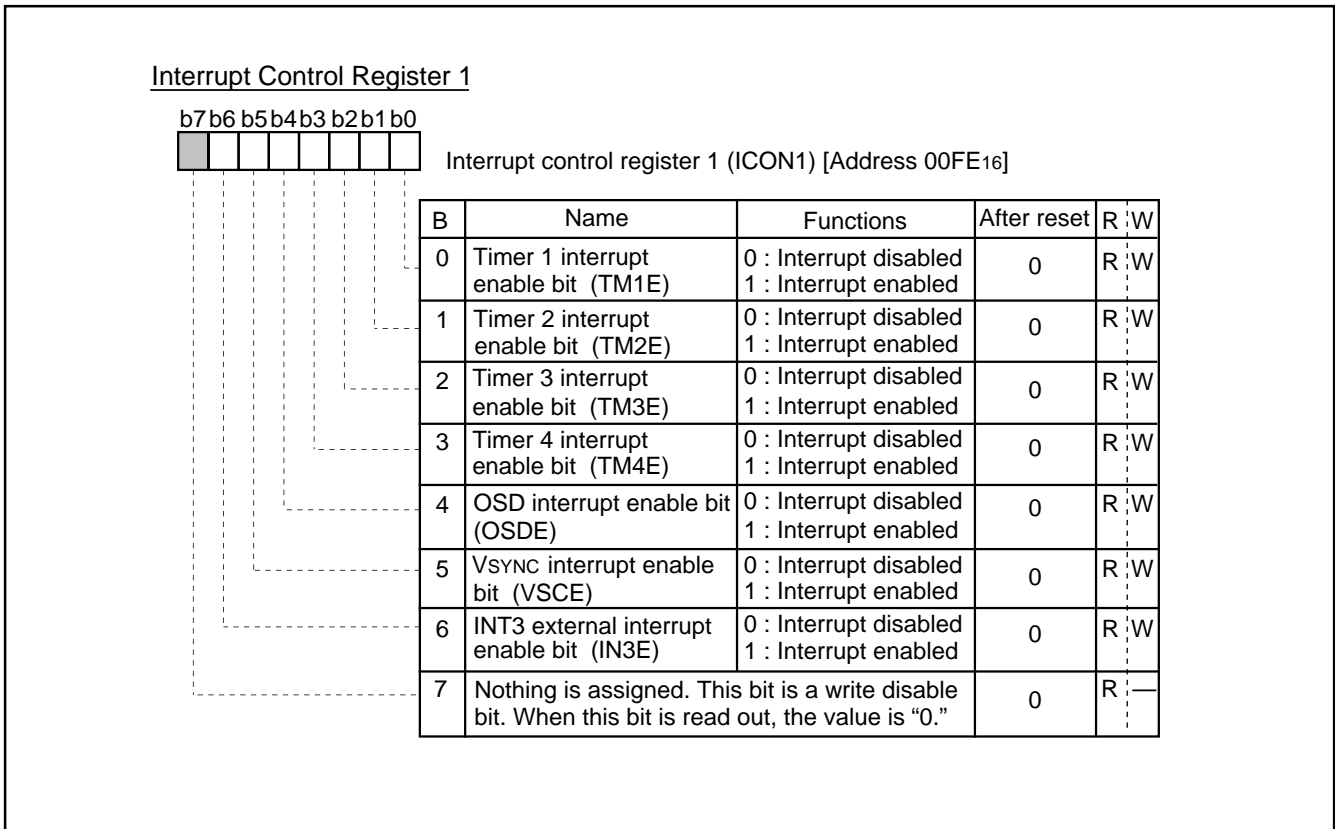 Interrupt Control Register 1
b7 b6 b5 b4 b3 b2 b1 b0
Interrupt control register 1 (ICON1) [Address 00FE16]
B Name Functions After reset R W
0 Timer 1 interrupt enable bit (TM1E) 0 : Interrupt disabled 1 : Interrupt enabled 0 R W
1 Timer 2 interrupt enable bit (TM2E) 0 : Interrupt disabled 1 : Interrupt enabled 0 R W
2 Timer 3 interrupt enable bit (TM3E) 0 : Interrupt disabled 1 : Interrupt enabled 0 R W
3 Timer 4 interrupt enable bit (TM4E) 0 : Interrupt disabled 1 : Interrupt enabled 0 R W
4 OSD interrupt enable bit (OSDE) 0 : Interrupt disabled 1 : Interrupt enabled 0 R W
5 VSYNC interrupt enable bit (VSCE) 0 : Interrupt disabled 1 : Interrupt enabled 0 R W
6 INT3 external interrupt enable bit (IN3E) 0 : Interrupt disabled 1 : Interrupt enabled 0 R W
7 Nothing is assigned. This bit is a write disable bit. When this bit is read out, the value is “0.” 0 R —